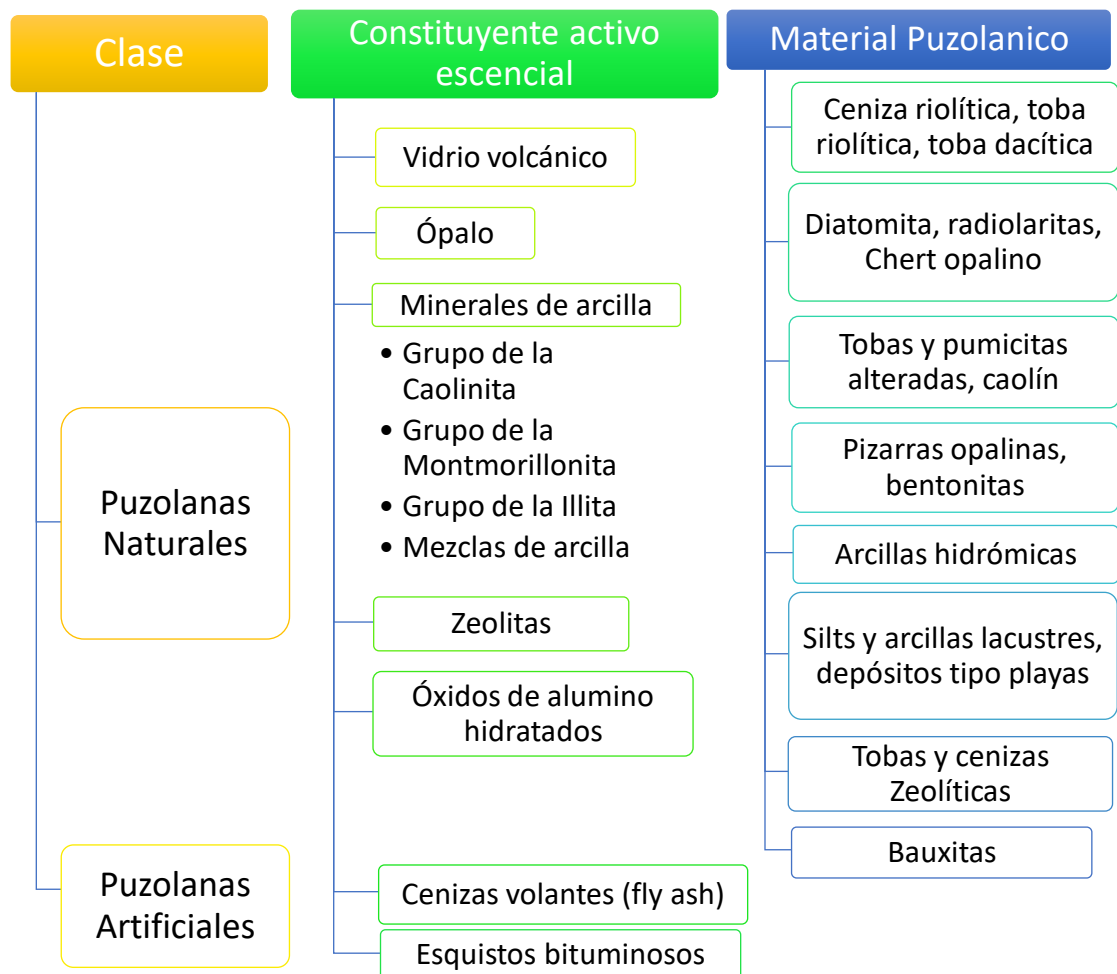 Clase
Puzolanas
Naturales
Puzolanas
Artificiales
Constituyente activo
escencial
Vidrio volcánico
Ópalo
Minerales de arcilla
• Grupo de la
Caolinita
• Grupo de la
Montmorillonita
• Grupo de la Illita
• Mezclas de arcilla
Zeolitas
Óxidos de alumino
hidratados
Cenizas volantes (fly ash)
Esquistos bituminosos
Material Puzolanico
Ceniza riolítica, toba
riolítica, toba dacítica
Diatomita, radiolaritas,
Chert opalino
Tobas y pumicitas
alteradas, caolín
Pizarras opalinas,
bentonitas
Arcillas hidrómicas
Silts y arcillas lacustres,
depósitos tipo playas
Tobas y cenizas
Zeolíticas
Bauxitas